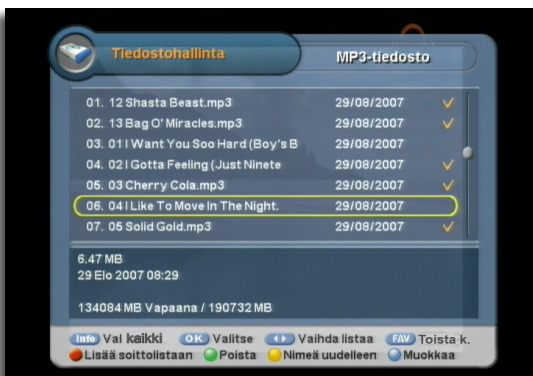 Tiedostohallinta MP3-tiedosto
01. 12 Shasta Beast.mp3 29/08/2007
02. 13 Bag O' Miracles.mp3 29/08/2007
03. 01 I Want You Soo Hard (Boy's B 29/08/2007
04. 02 I Gotta Feeling (Just Ninete 29/08/2007
05. 03 Cherry Cola.mp3 29/08/2007
06. 04 I Like To Move In The Night. 29/08/2007
07. 05 Solid Gold.mp3 29/08/2007
6.47 MB
29 Elo 2007 08:29
134084 MB Vapaana / 190732 MB
Info Val kaikki OK Valitse Vaihda listaa FAV Toista k.
Lisää soittolistaan Poista Nimeä uudelleen Muokkaa